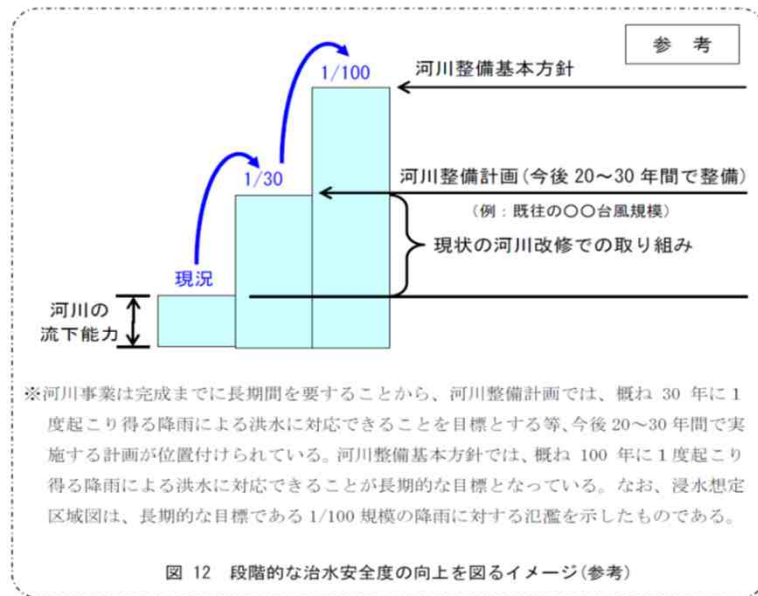 参 考
1/100
河川整備基本方針
1/30
河川整備計画(今後 20~30 年間で整備)
(例:既往の〇〇台風規模)
現状の河川改修での取り組み
現況
河川の
流下能力
※河川事業は完成までに長期間を要することから、河川整備計画では、概ね 30 年に1
度起こり得る降雨による洪水に対応できることを目標とする等、今後 20~30 年間で実
施する計画が位置付けられている。河川整備基本方針では、概ね 100 年に1度起こり
得る降雨による洪水に対応できることが長期的な目標となっている。なお、浸水想定
区域図は、長期的な目標である 1/100 規模の降雨に対する氾濫を示したものである。
図 12 段階的な治水安全度の向上を図るイメージ(参考)